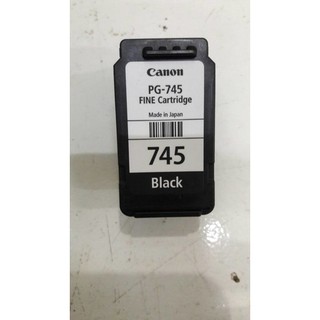 Canon
PG-745
FINE Cartridge
Made in Japan
745
Black